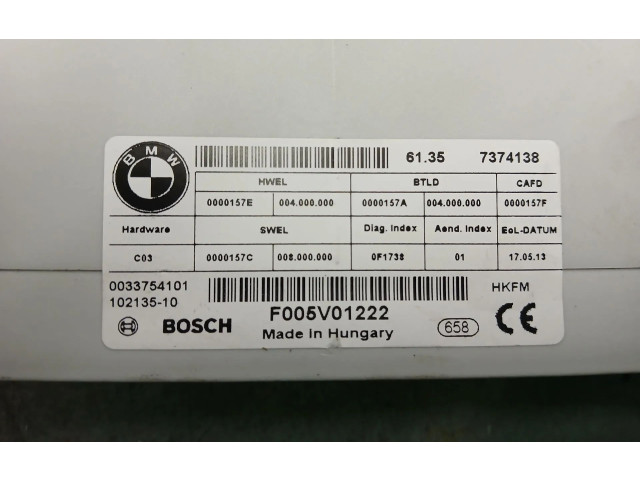 BMW
61.35 7374138
HWEL BTLD CAFD
0000157E 004.000.000 0000157A 004.000.000 0000157F
Hardware SWEL Diag. Index Aend. Index EoL-DATUM
C03 0000157C 008.000.000 0F1738 01 17.05.13
0033754101 HKFM
102135-10
BOSCH F005V01222 658 CE
Made in Hungary